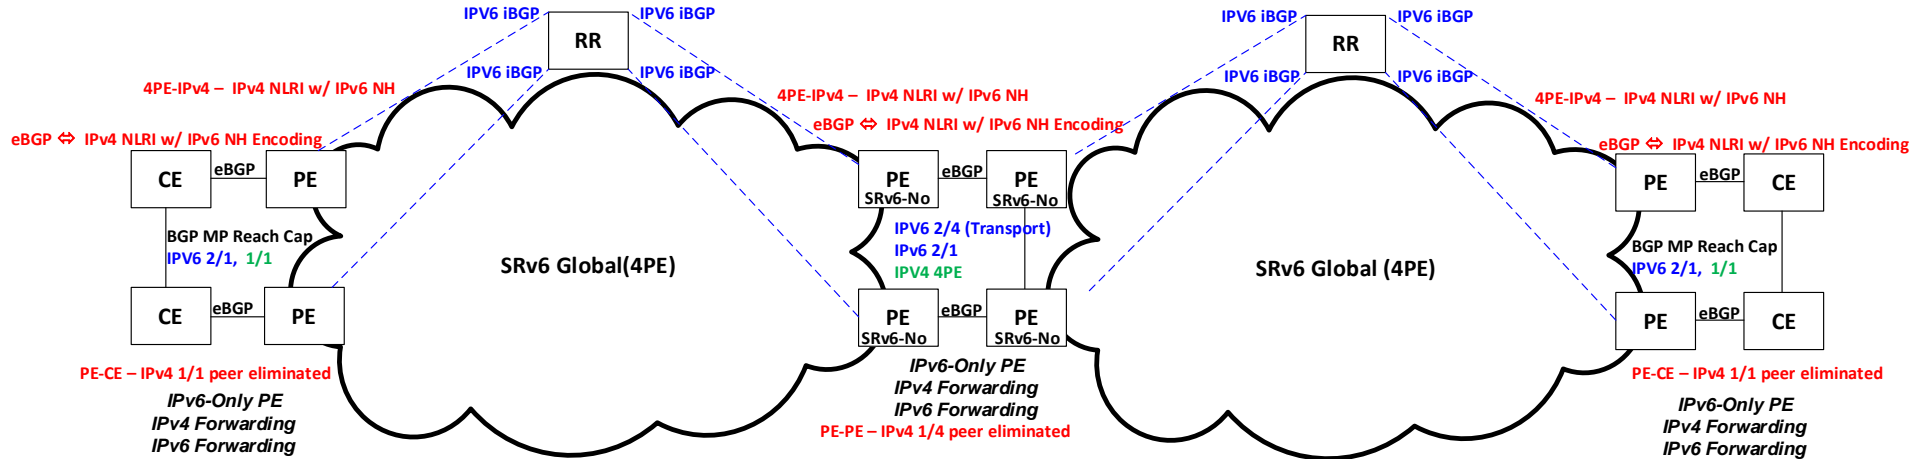 IPV6 iBGP
RR
IPV6 iBGP
IPV6 iBGP
IPV6 iBGP
4PE-IPv4 – IPv4 NLRI w/ IPv6 NH
eBGP ⇔ IPv4 NLRI w/ IPv6 NH Encoding
CE
eBGP
PE
BGP MP Reach Cap
IPV6 2/1, 1/1
CE
eBGP
PE
PE-CE – IPv4 1/1 peer eliminated
IPv6-Only PE
IPv4 Forwarding
IPv6 Forwarding
SRv6 Global(4PE)
4PE-IPv4 – IPv4 NLRI w/ IPv6 NH
eBGP ⇔ IPv4 NLRI w/ IPv6 NH Encoding
PE
SRv6-No
eBGP
PE
SRv6-No
IPV6 2/4 (Transport)
IPv6 2/1
IPV4 4PE
PE
SRv6-No
eBGP
PE
SRv6-No
IPv6-Only PE
IPv4 Forwarding
IPv6 Forwarding
PE-PE – IPv4 1/4 peer eliminated
IPV6 iBGP
RR
IPV6 iBGP
IPV6 iBGP
IPV6 iBGP
SRv6 Global (4PE)
4PE-IPv4 – IPv4 NLRI w/ IPv6 NH
eBGP ⇔ IPv4 NLRI w/ IPv6 NH Encoding
PE
eBGP
CE
BGP MP Reach Cap
IPV6 2/1, 1/1
PE
eBGP
CE
PE-CE – IPv4 1/1 peer eliminated
IPv6-Only PE
IPv4 Forwarding
IPv6 Forwarding